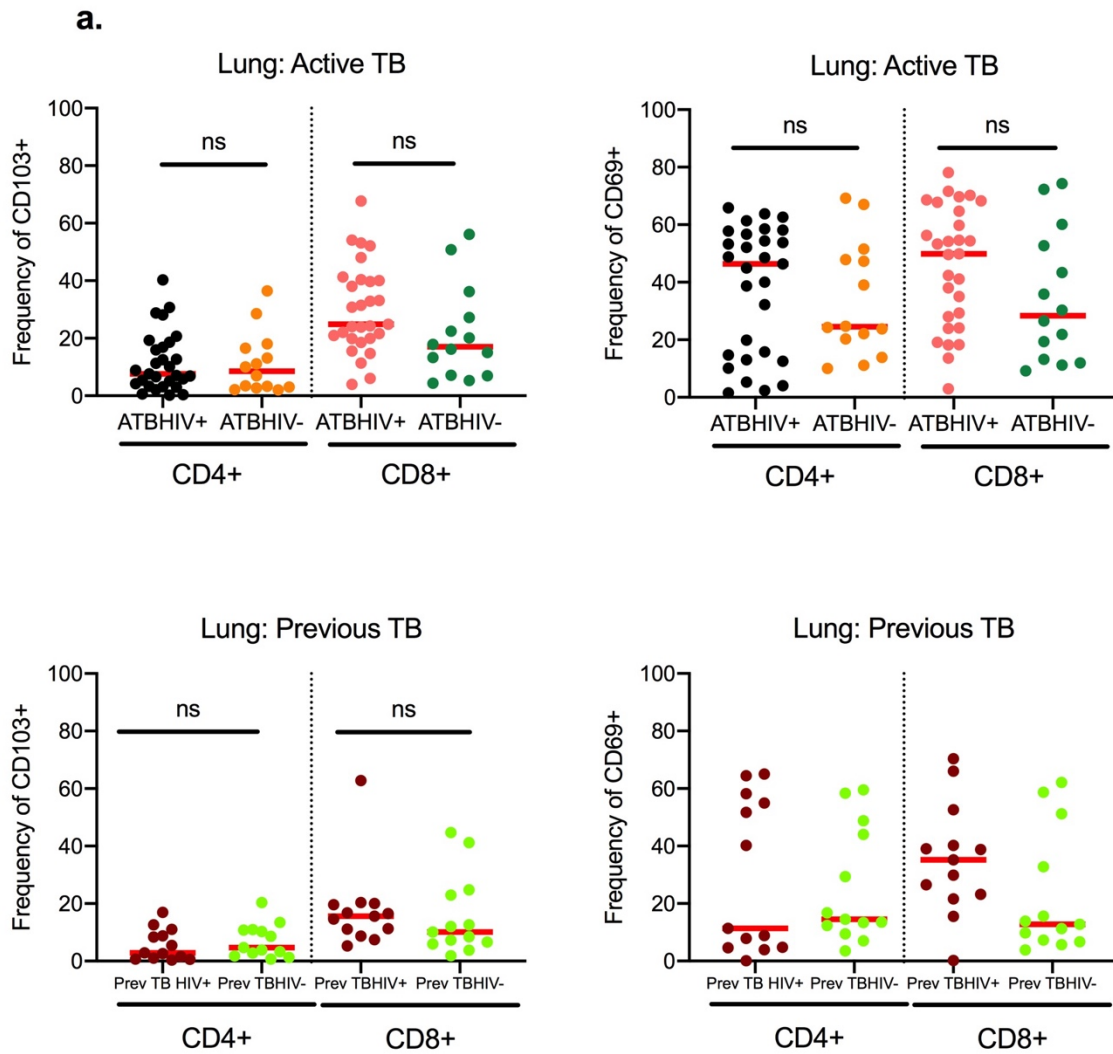 a.
Lung: Active TB
Frequency of CD103+
100
80
60
40
20
0
ns
ns
ATBHIV+ ATBHIV- ATBHIV+ ATBHIV-
CD4+ CD8+
Lung: Active TB
Frequency of CD69+
100
80
60
40
20
0
ns
ns
ATBHIV+ ATBHIV- ATBHIV+ ATBHIV-
CD4+ CD8+
Lung: Previous TB
Frequency of CD103+
100
80
60
40
20
0
ns
ns
Prev TB HIV+ Prev TBHIV- Prev TBHIV+ Prev TBHIV-
CD4+ CD8+
Lung: Previous TB
Frequency of CD69+
100
80
60
40
20
0
Prev TB HIV+ Prev TBHIV- Prev TBHIV+ Prev TBHIV-
CD4+ CD8+